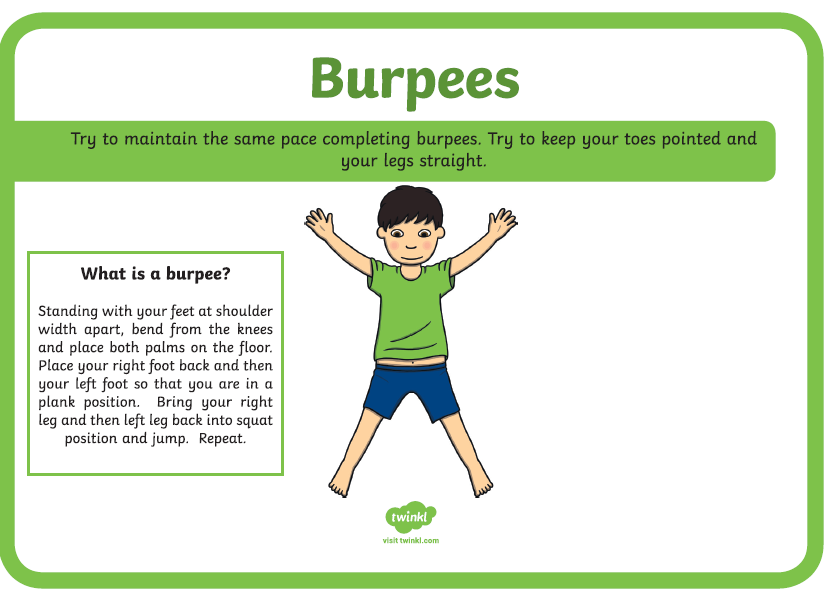 Burpees
Try to maintain the same pace completing burpees. Try to keep your toes pointed and
your legs straight.
What is a burpee?
Standing with your feet at shoulder
width apart, bend from the knees
and place both palms on the floor.
Place your right foot back and then
your left foot so that you are in a
plank position. Bring your right
leg and then left leg back into squat
position and jump. Repeat.
twinkl
visit twinkl.com